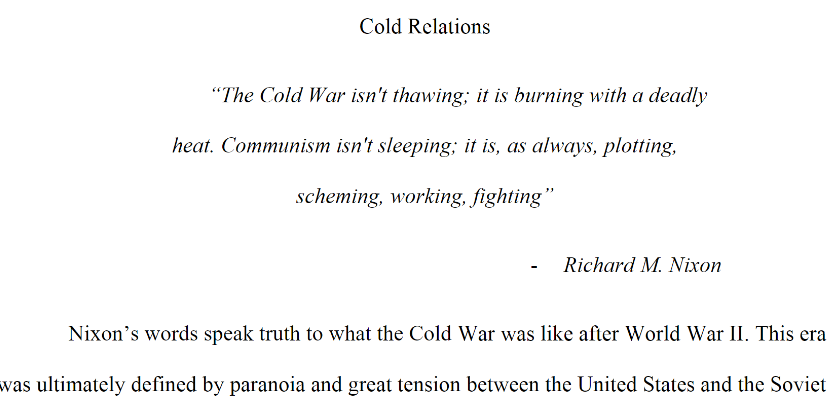 Cold Relations
“The Cold War isn't thawing; it is burning with a deadly
heat. Communism isn't sleeping; it is, as always, plotting,
scheming, working, fighting”
- Richard M. Nixon
Nixon’s words speak truth to what the Cold War was like after World War II. This era
was ultimately defined by paranoia and great tension between the United States and the Soviet